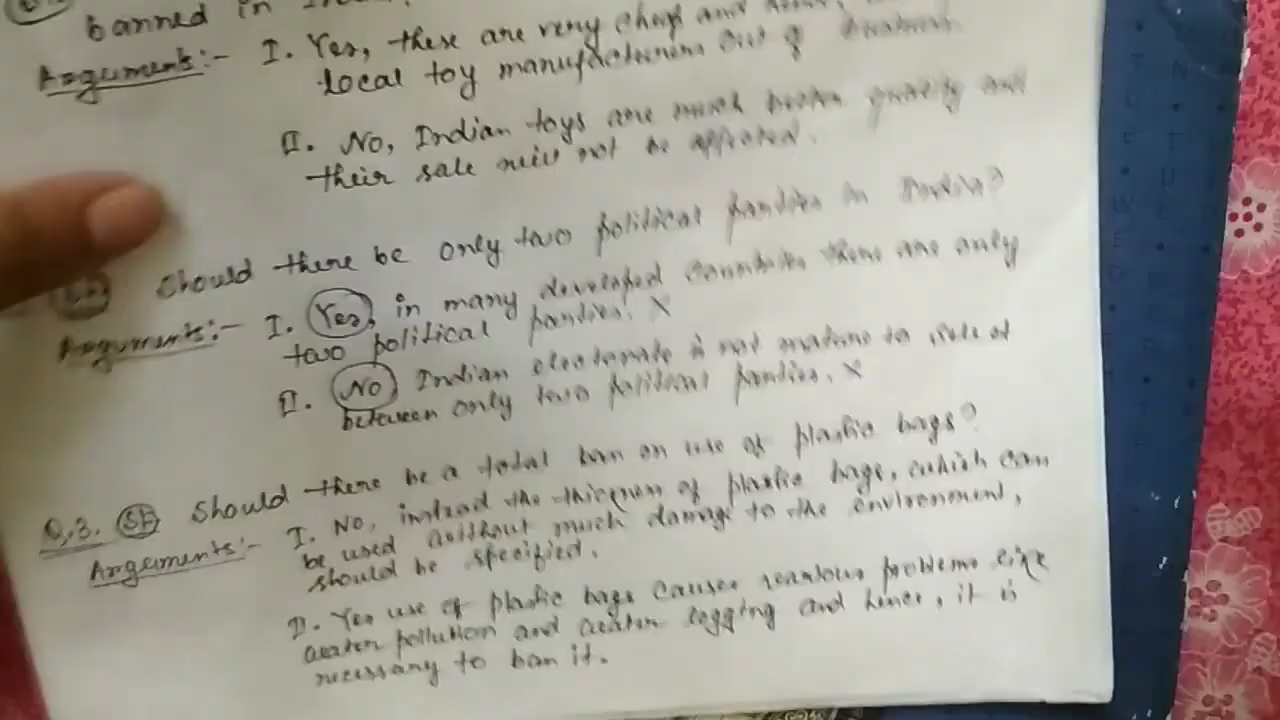 banned in
Arguments:- I. Yes, these are very cheap and
local toy manufacturers out of business.
II. No, Indian toys are much better quality and
their sale will not be affected.
should there be only two political parties in India?
Arguments:- I. Yes, in many developed countries there are only
two political parties. X
II. No Indian electorate is not mature to at
between only two political parties. X
Q.3. St Should there be a total ban on use of plastic bags?
Arguments:- I. No, instead the thicness of plastic bags, which can
be used without much damage to the environment,
should be specified.
II. Yes use of plastic bags causes problems like
water pollution and water logging and hence, it is
necessary to ban it.